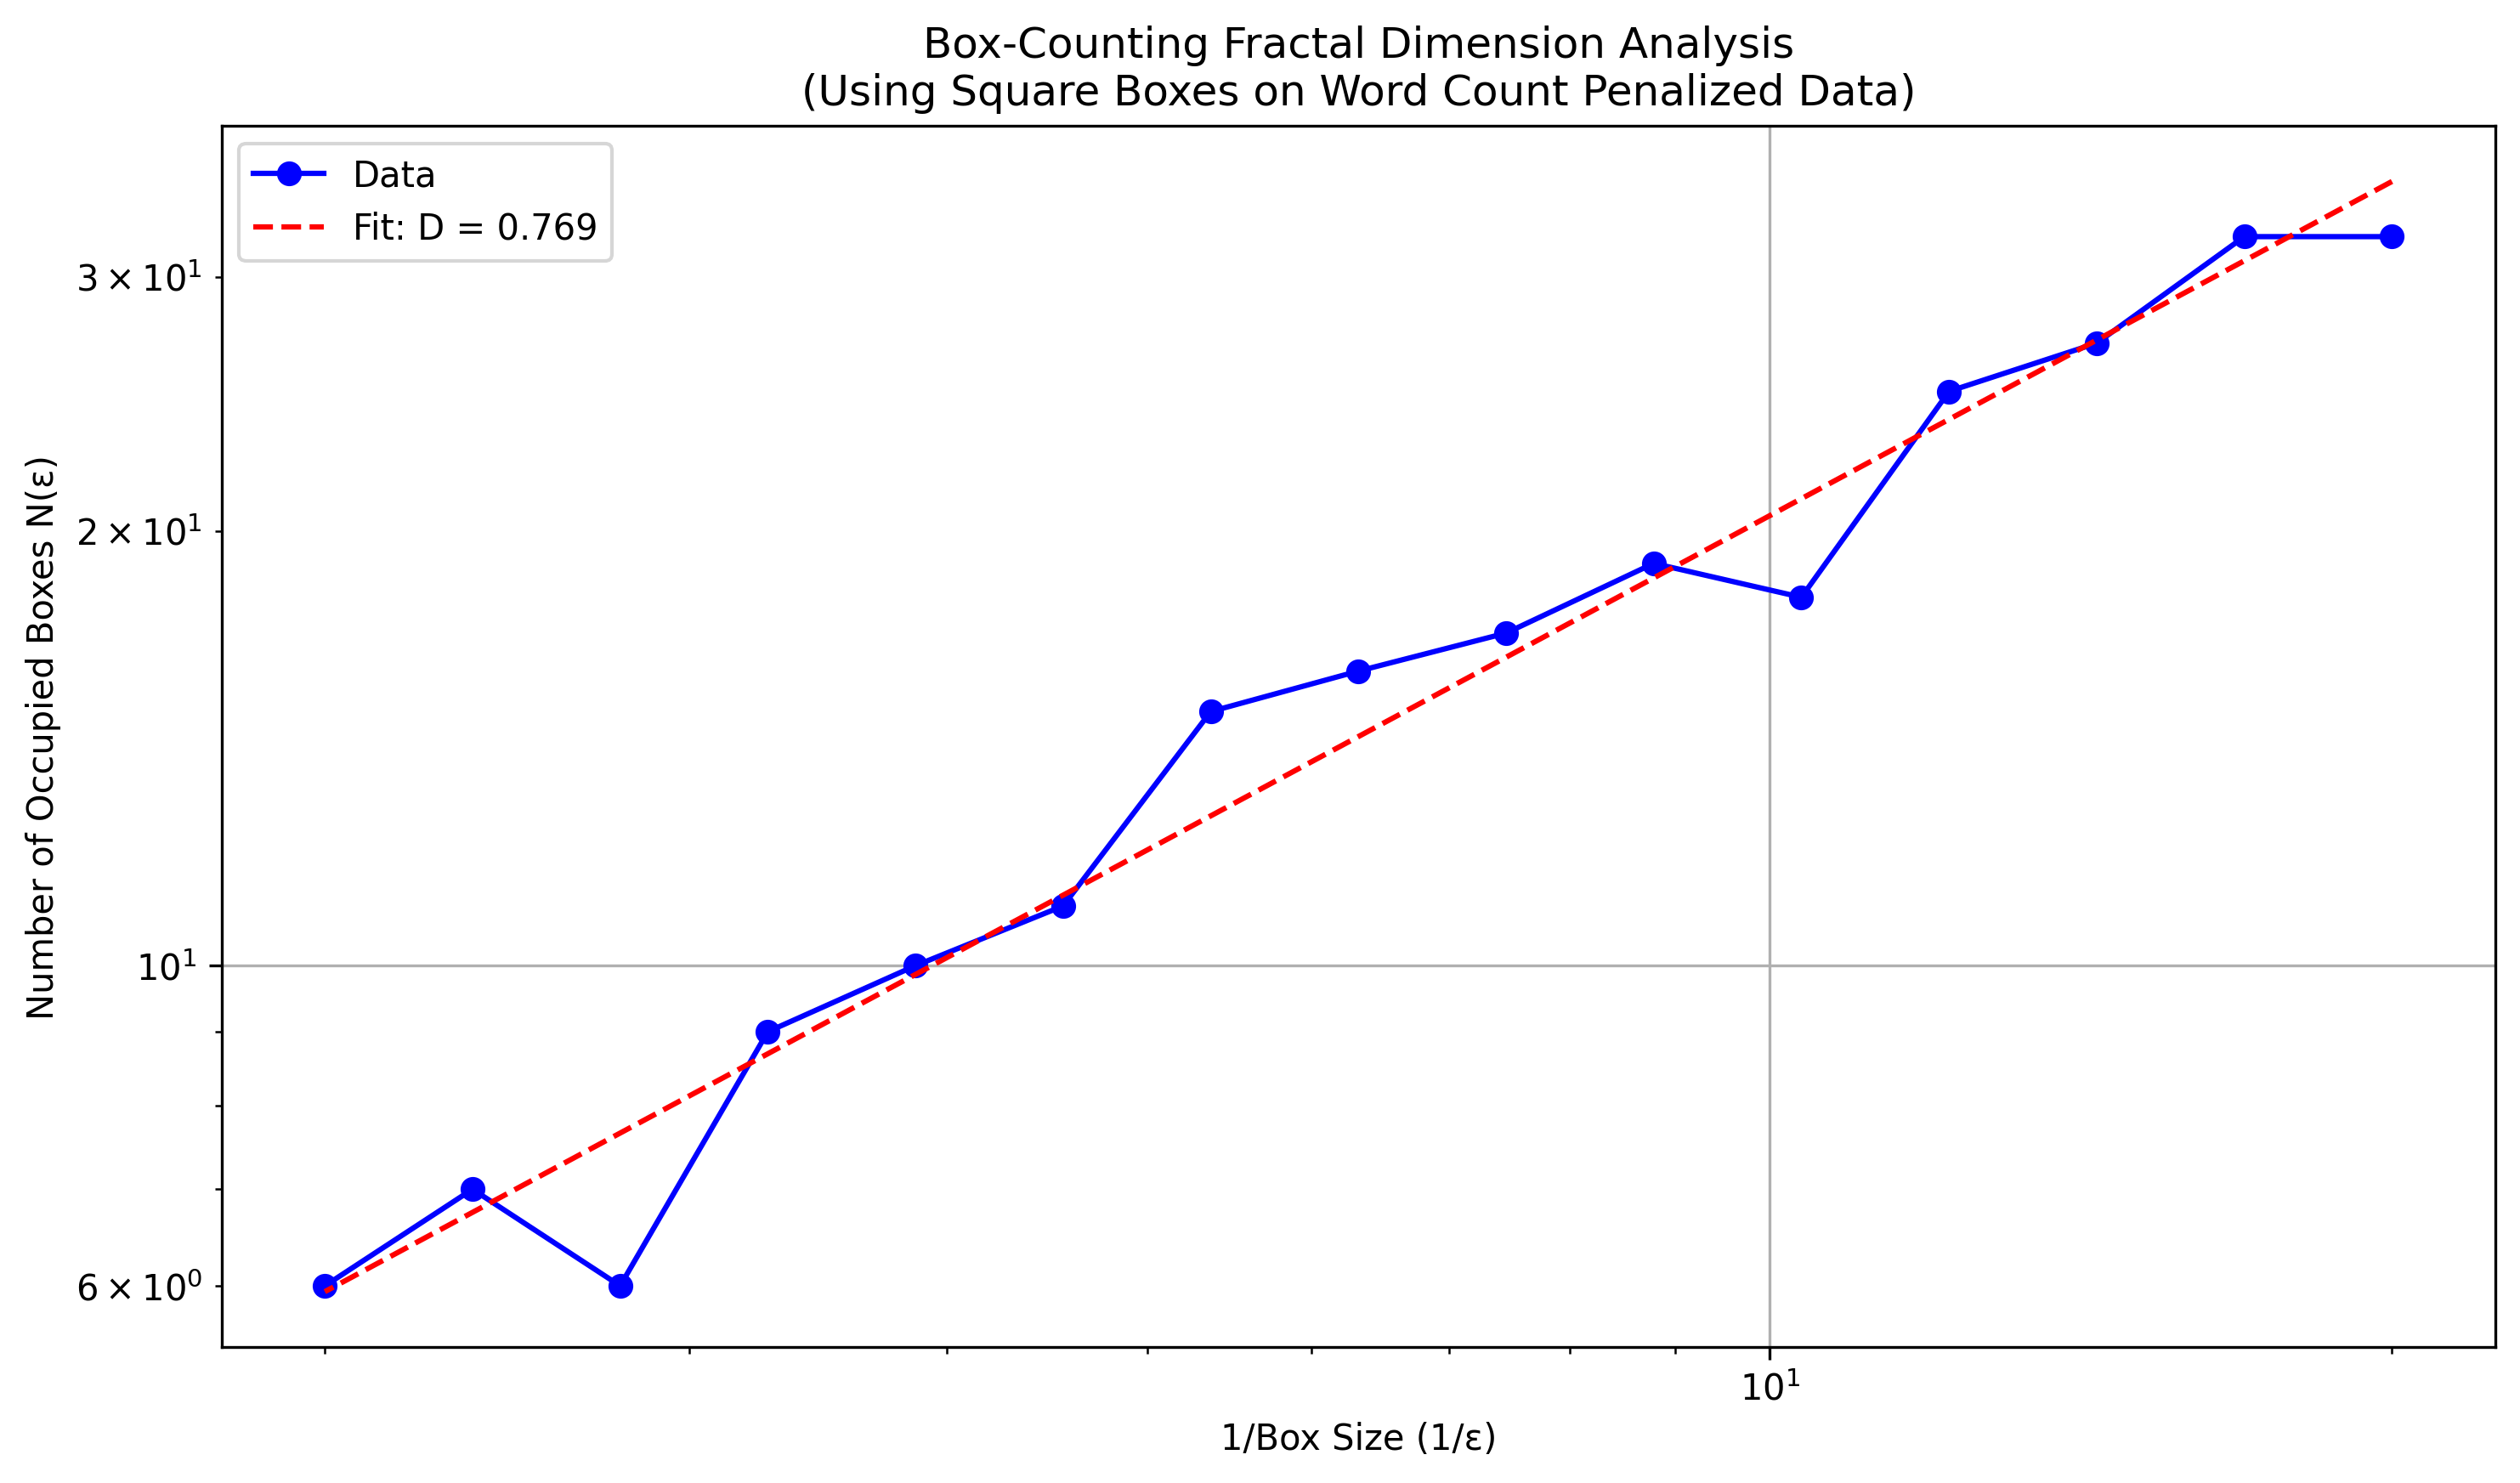 Box-Counting Fractal Dimension Analysis
(Using Square Boxes on Word Count Penalized Data)
Data
Fit: D = 0.769
Number of Occupied Boxes N(ε)
3 × 10¹
2 × 10¹
10¹
6 × 10⁰
10¹
1/Box Size (1/ε)